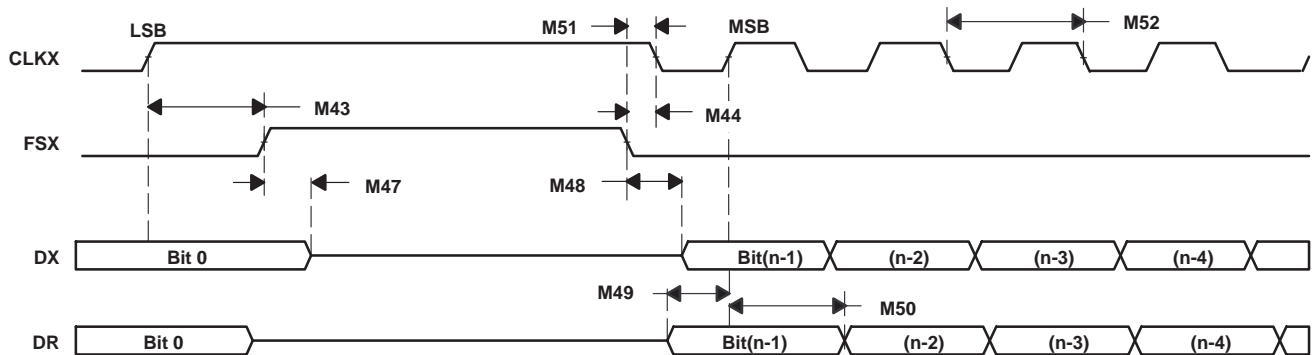 LSB M51 MSB M52
CLKX
M43 M44
FSX
M47 M48
DX Bit 0 Bit(n-1) (n-2) (n-3) (n-4)
M49 M50
DR Bit 0 Bit(n-1) (n-2) (n-3) (n-4)